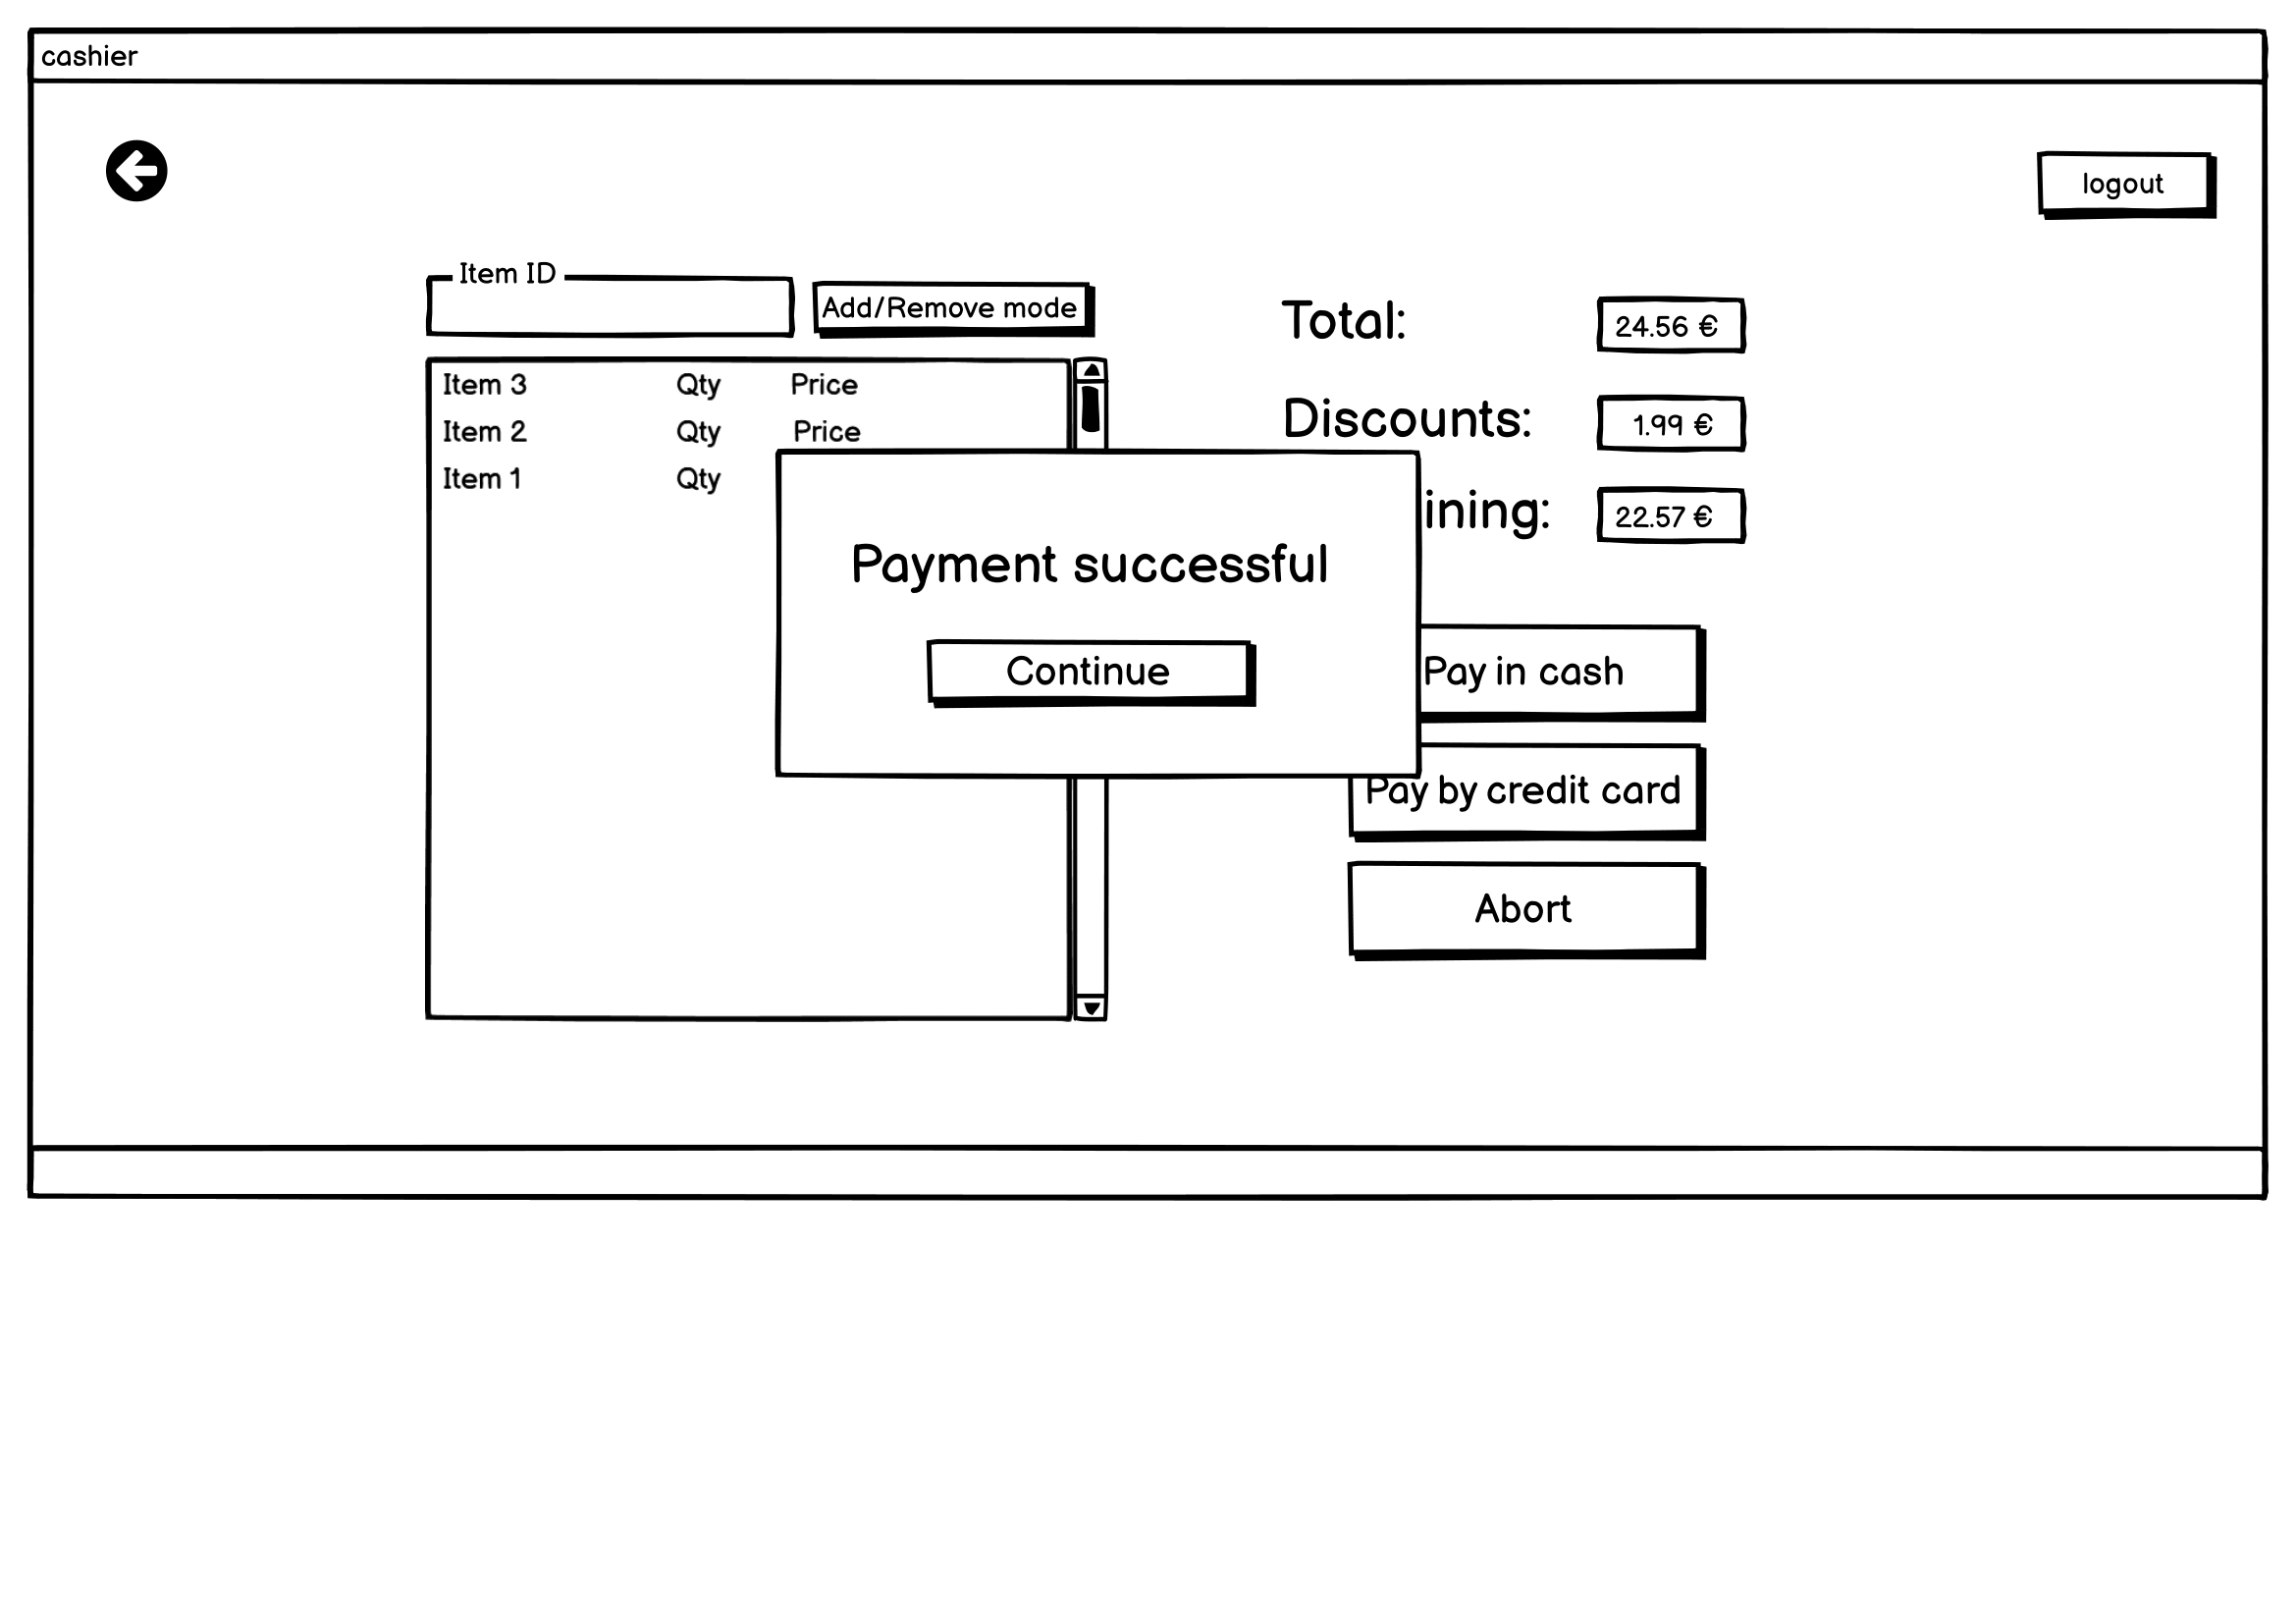 cashier
logout
Item ID
Add/Remove mode
Item 3 Qty Price
Item 2 Qty Price
Item 1 Qty
Total: 24.56 €
Discounts: 1.99 €
ining: 22.57 €
Payment successful
Continue
Pay in cash
Pay by credit card
Abort